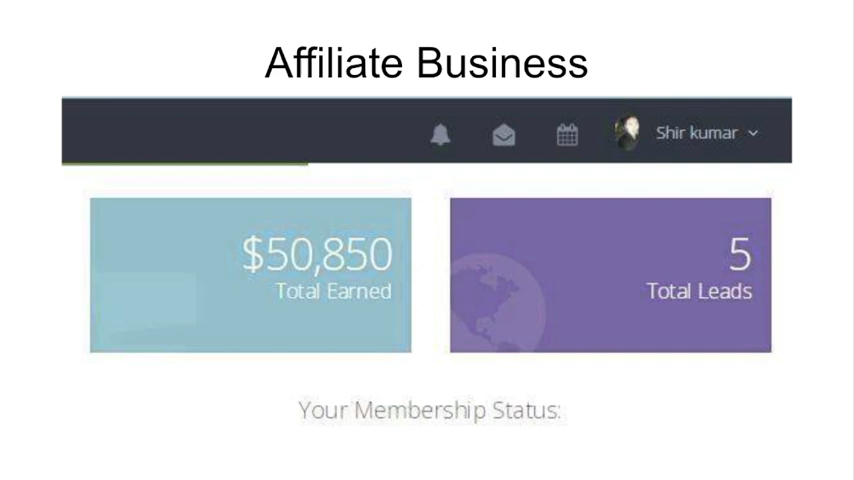 Affiliate Business
Shir kumar
$50,850
Total Earned
5
Total Leads
Your Membership Status: